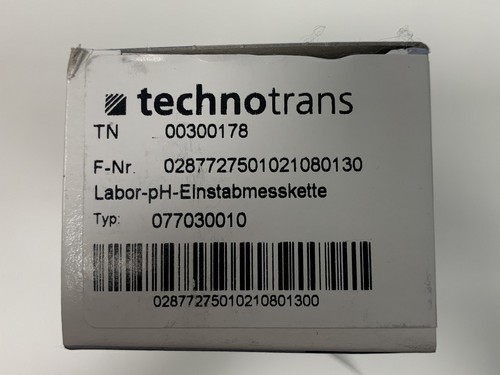 technotrans
TN 00300178
F-Nr. 0287727501021080130
Labor-pH-Einstabmesskette
Typ: 077030010
02877275010210801300